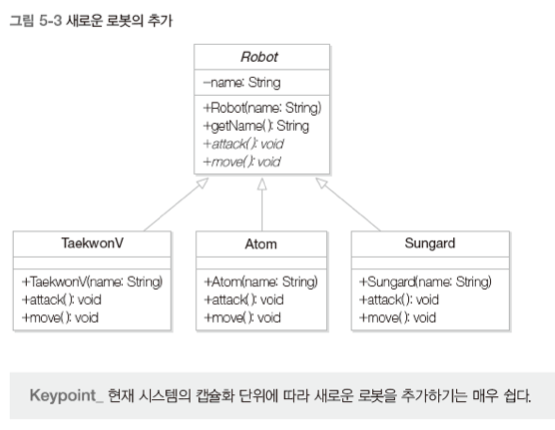 그림 5-3 새로운 로봇의 추가
Robot
-name: String
+Robot(name: String)
+getName(): String
+attack(): void
+move(): void
TaekwonV
+TaekwonV(name: String)
+attack(): void
+move(): void
Atom
+Atom(name: String)
+attack(): void
+move(): void
Sungard
+Sungard(name: String)
+attack(): void
+move(): void
Keypoint_ 현재 시스템의 캡슐화 단위에 따라 새로운 로봇을 추가하기는 매우 쉽다.